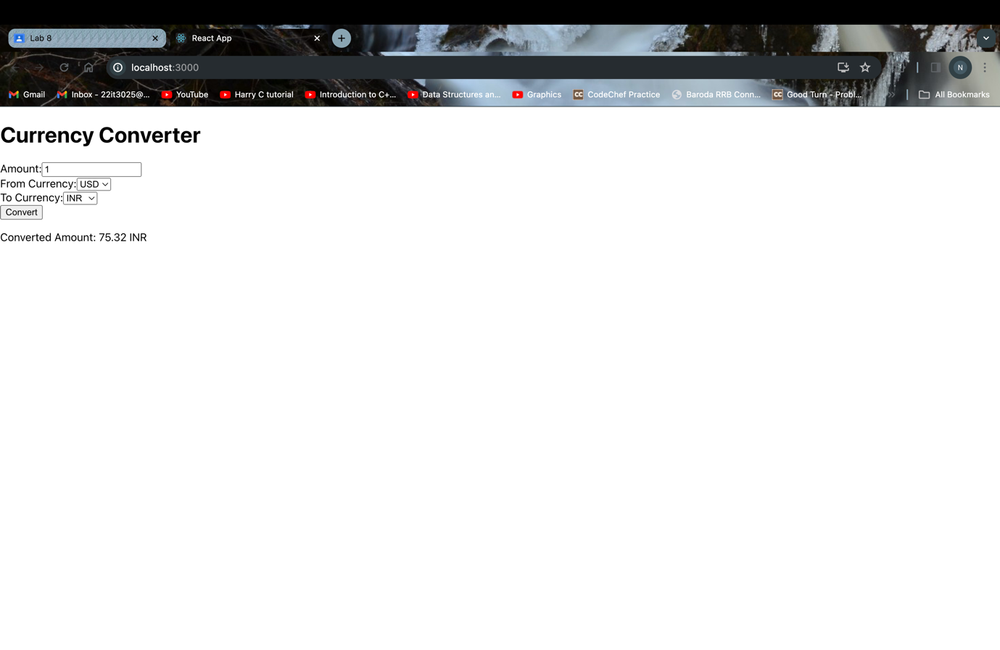 Lab 8
React App
localhost:3000
N
Gmail Inbox - 22it3025@... YouTube Harry C tutorial Introduction to C+... Data Structures an... Graphics CC CodeChef Practice Baroda RRB Conn... CC Good Turn - Probl... All Bookmarks
Currency Converter
Amount: 1
From Currency: USD
To Currency: INR
Convert
Converted Amount: 75.32 INR